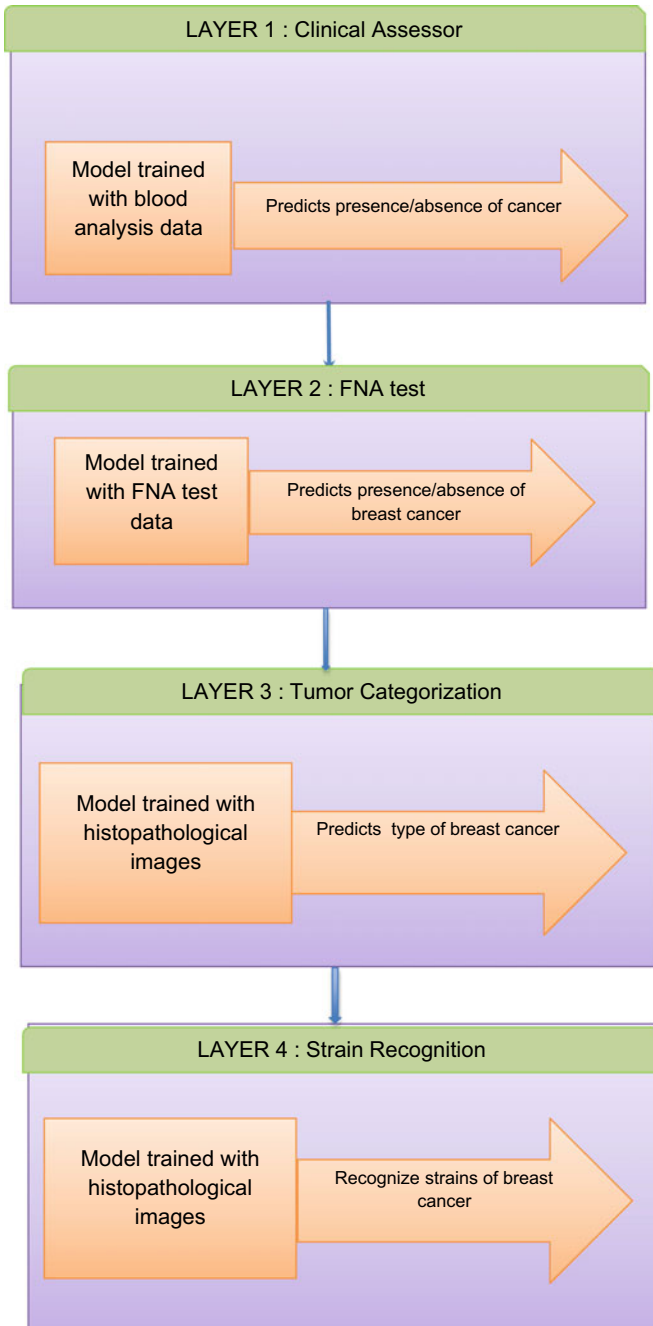 LAYER 1 : Clinical Assessor
Model trained
with blood
analysis data
Predicts presence/absence of cancer
LAYER 2 : FNA test
Model trained
with FNA test
data
Predicts presence/absence of
breast cancer
LAYER 3 : Tumor Categorization
Model trained with
histopathological
images
Predicts type of breast cancer
LAYER 4 : Strain Recognition
Model trained with
histopathological
images
Recognize strains of breast
cancer